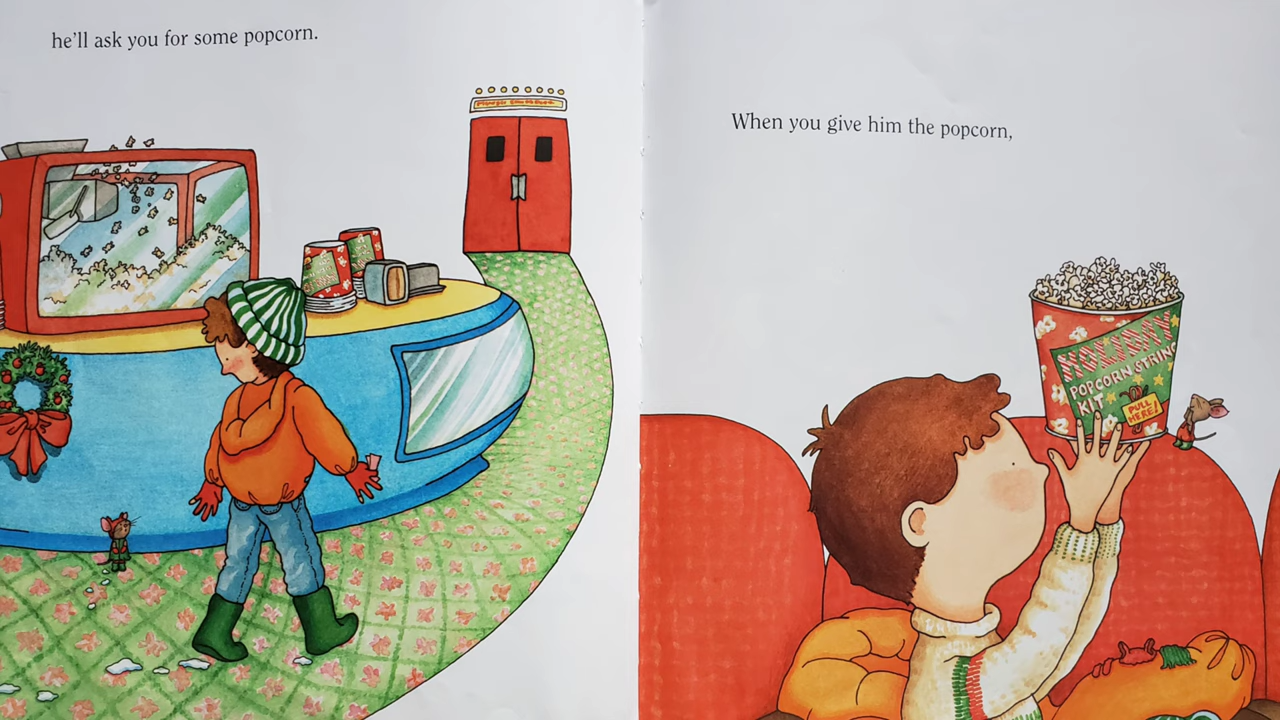 he'll ask you for some popcorn.
When you give him the popcorn,
HOLIDAY
POPCORN STRING
KIT
PULL
HERE!